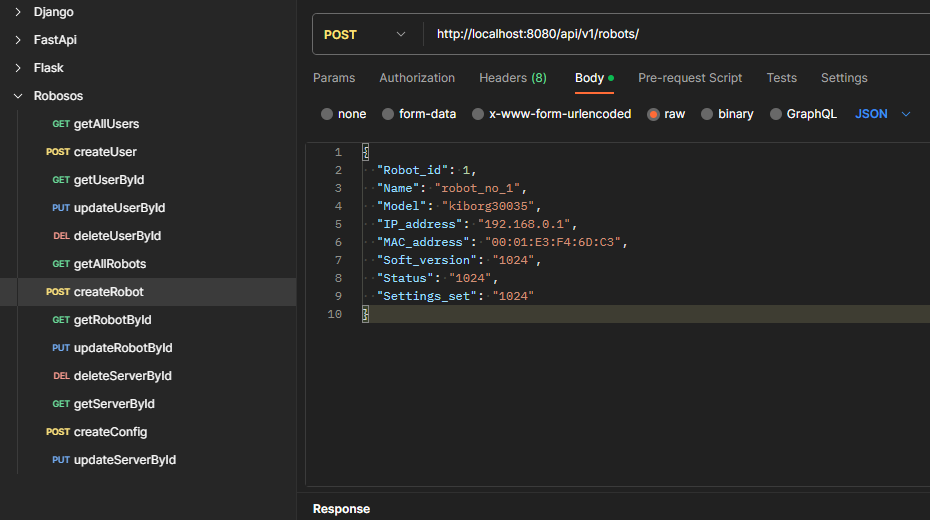 Django
FastApi
Flask
Robosos
GET getAllUsers
POST createUser
GET getUserById
PUT updateUserById
DEL deleteUserById
GET getAllRobots
POST createRobot
GET getRobotById
PUT updateRobotById
DEL deleteServerById
GET getServerById
POST createConfig
PUT updateServerById
POST http://localhost:8080/api/v1/robots/
Params Authorization Headers (8) Body Pre-request Script Tests Settings
none form-data x-www-form-urlencoded raw binary GraphQL JSON
1 {
2 "Robot_id": 1,
3 "Name": "robot_no_1",
4 "Model": "kiborg30035",
5 "IP_address": "192.168.0.1",
6 "MAC_address": "00:01:E3:F4:6D:C3",
7 "Soft_version": "1024",
8 "Status": "1024",
9 "Settings_set": "1024"
10 }
Response